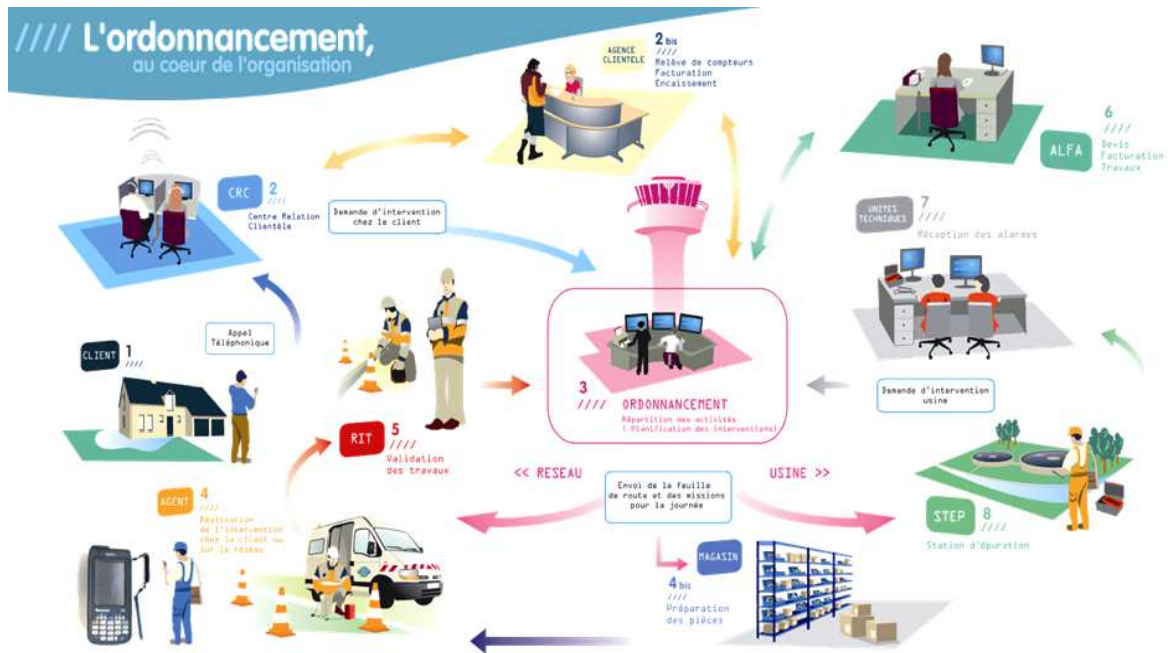 //// L'ordonnancement,
au coeur de l'organisation
AGENCE
CLIENTELE
2 bis
////
Relève de compteurs
Facturation
Encaissement
6
////
ALFA
Devis
Facturation
Travaux
CRC
2
////
Centre Relation
Clientèle
Demande d'intervention
chez le client
UNITES
TECHNIQUES
7
////
Réception des alarmes
Appel
Téléphonique
CLIENT
1
////
3
////
ORDONNANCEMENT
Répartition des activités
( Planification des interventions)
Demande d'intervention
usine
RIT
5
////
Validation
des travaux
<< RESEAU
USINE >>
Envoi de la feuille
de route et des missions
pour la journée
AGENT
4
////
Réalisation
de l'intervention
chez le client ou
sur le réseau
STEP
8
////
Station d'épuration
MAGASIN
4 bis
////
Préparation
des pièces